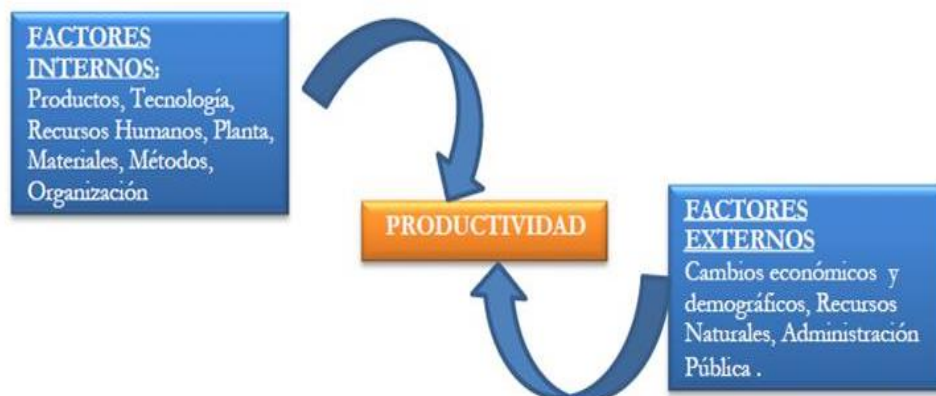 FACTORES
INTERNOS:
Productos, Tecnología,
Recursos Humanos, Planta,
Materiales, Métodos,
Organización
PRODUCTIVIDAD
FACTORES
EXTERNOS
Cambios económicos y
demográficos, Recursos
Naturales, Administración
Pública .